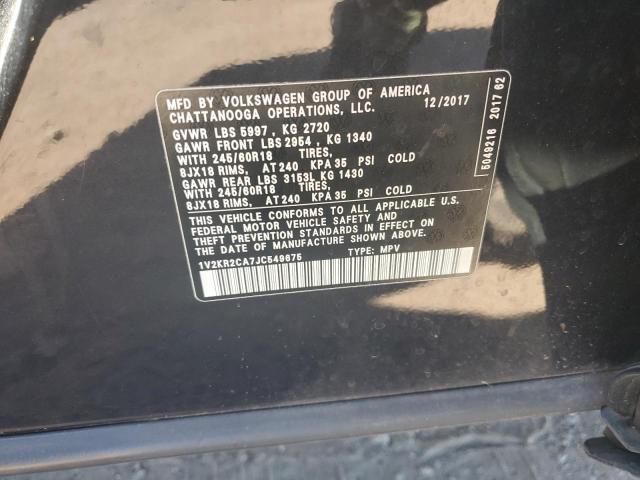 MFD BY VOLKSWAGEN GROUP OF AMERICA
CHATTANOOGA OPERATIONS, LLC. 12/2017
GVWR LBS 5997 , KG 2720
GAWR FRONT LBS 2954 , KG 1340
WITH 245/60R18 TIRES,
8JX18 RIMS, AT 240 KPA 35 PSI COLD
GAWR REAR LBS 3153L KG 1430
WITH 245/60R18 TIRES,
8JX18 RIMS, AT 240 KPA 35 PSI COLD
THIS VEHICLE CONFORMS TO ALL APPLICABLE U.S.
FEDERAL MOTOR VEHICLE SAFETY AND
THEFT PREVENTION STANDARDS IN EFFECT ON THE
DATE OF MANUFACTURE SHOWN ABOVE.
1V2KR2CA7JC549675 TYPE: MPV
5049216 2017 62